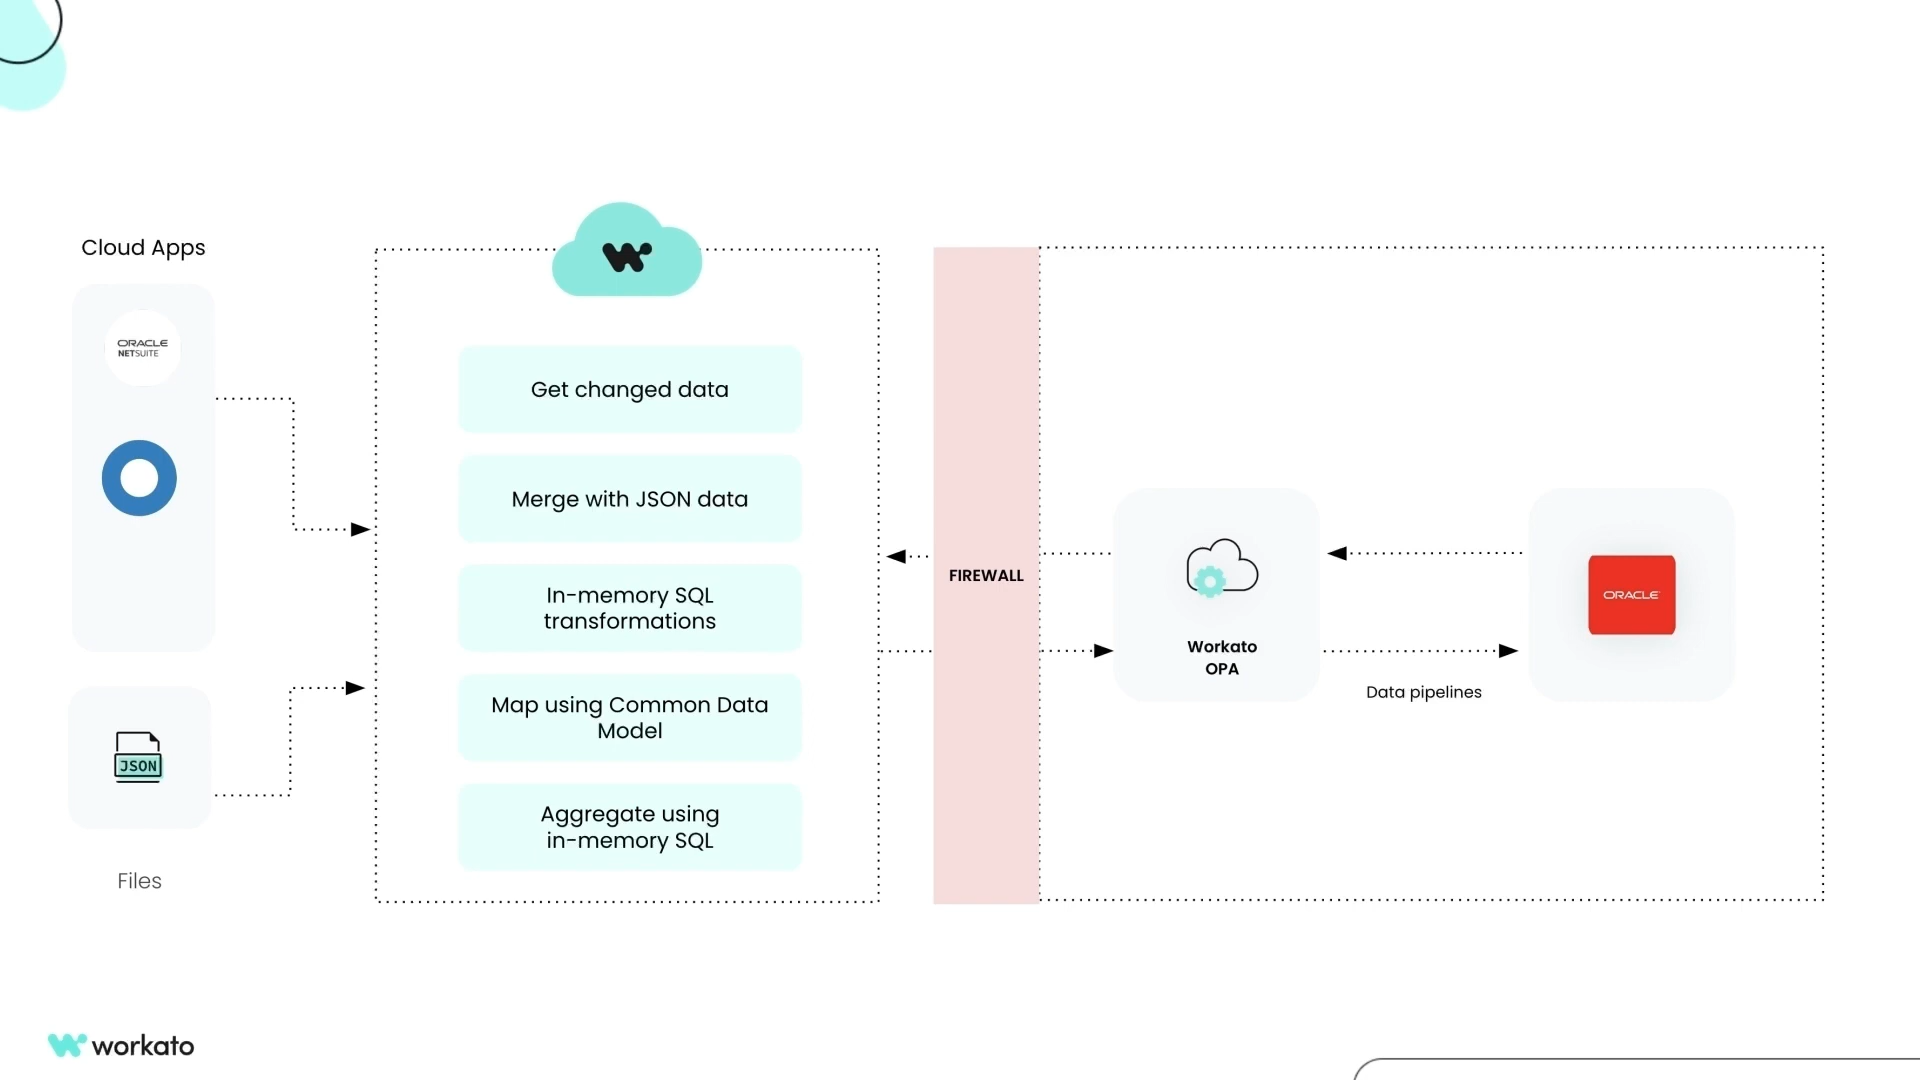 Cloud Apps
ORACLE
NETSUITE
JSON
Files
Get changed data
Merge with JSON data
In-memory SQL
transformations
Map using Common Data
Model
Aggregate using
in-memory SQL
FIREWALL
Workato
OPA
Data pipelines
ORACLE
workato